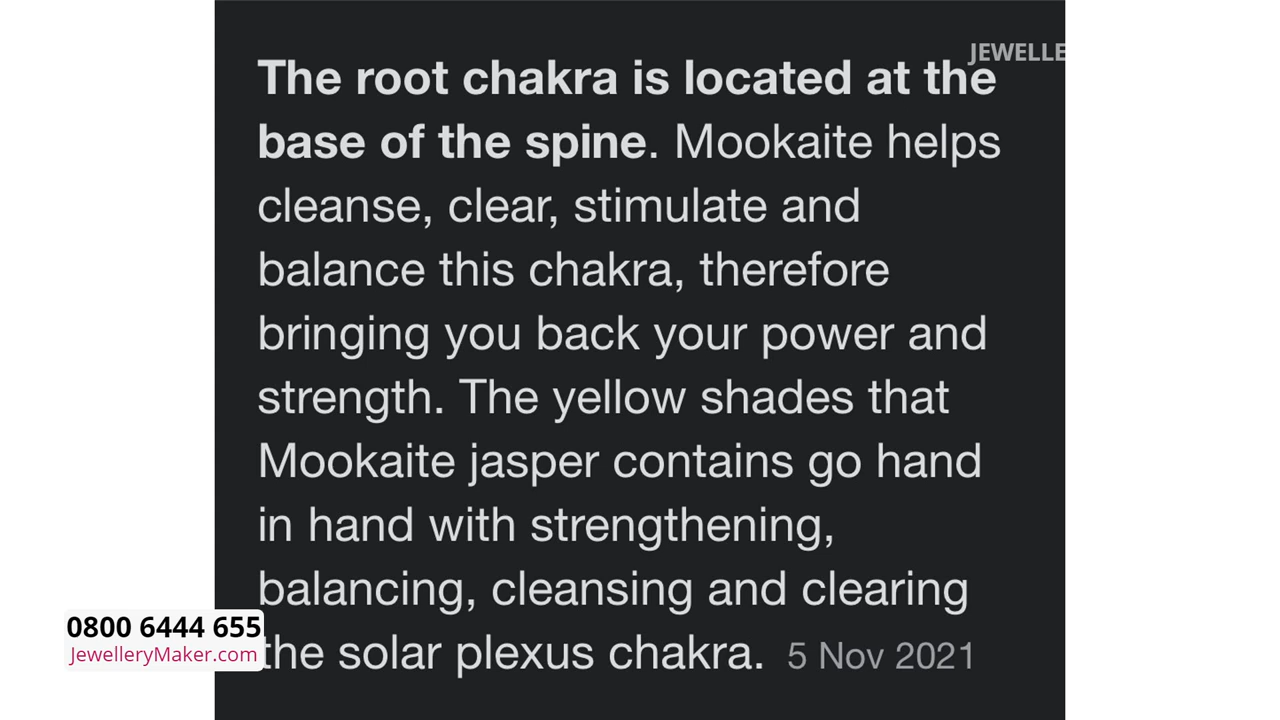 JEWELLE
The root chakra is located at the
base of the spine. Mookaite helps
cleanse, clear, stimulate and
balance this chakra, therefore
bringing you back your power and
strength. The yellow shades that
Mookaite jasper contains go hand
in hand with strengthening,
balancing, cleansing and clearing
the solar plexus chakra. 5 Nov 2021
0800 6444 655
JewelleryMaker.com